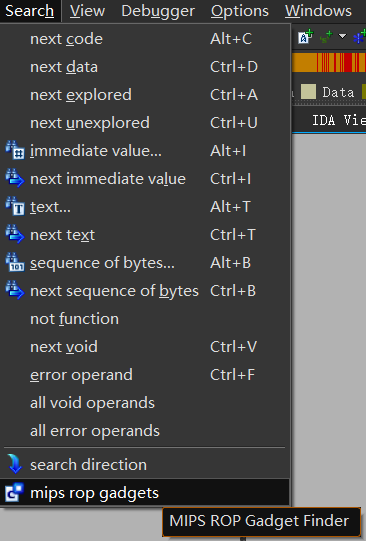 Search View Debugger Options Windows
next code Alt+C
next data Ctrl+D
next explored Ctrl+A
next unexplored Ctrl+U
immediate value... Alt+I
next immediate value Ctrl+I
text... Alt+T
next text Ctrl+T
sequence of bytes... Alt+B
next sequence of bytes Ctrl+B
not function
next void Ctrl+V
error operand Ctrl+F
all void operands
all error operands
search direction
mips rop gadgets
MIPS ROP Gadget Finder
Data
IDA Vie